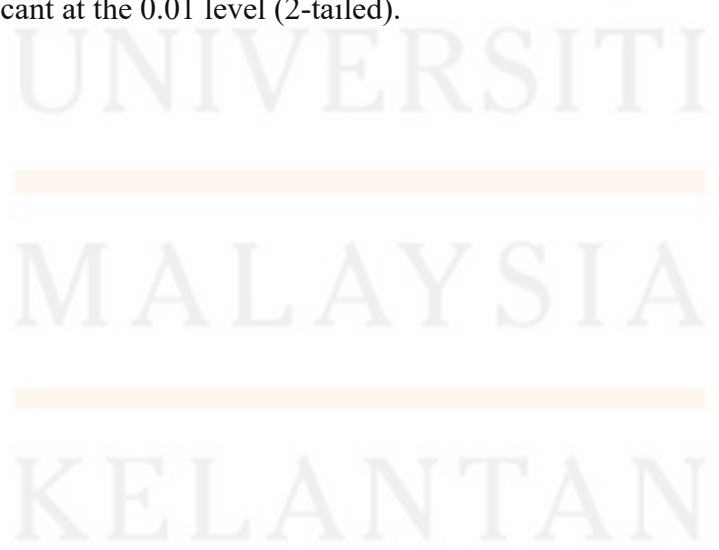 cant at the 0.01 level (2-tailed).
UNIVERSITI
MALAYSIA
KELANTAN